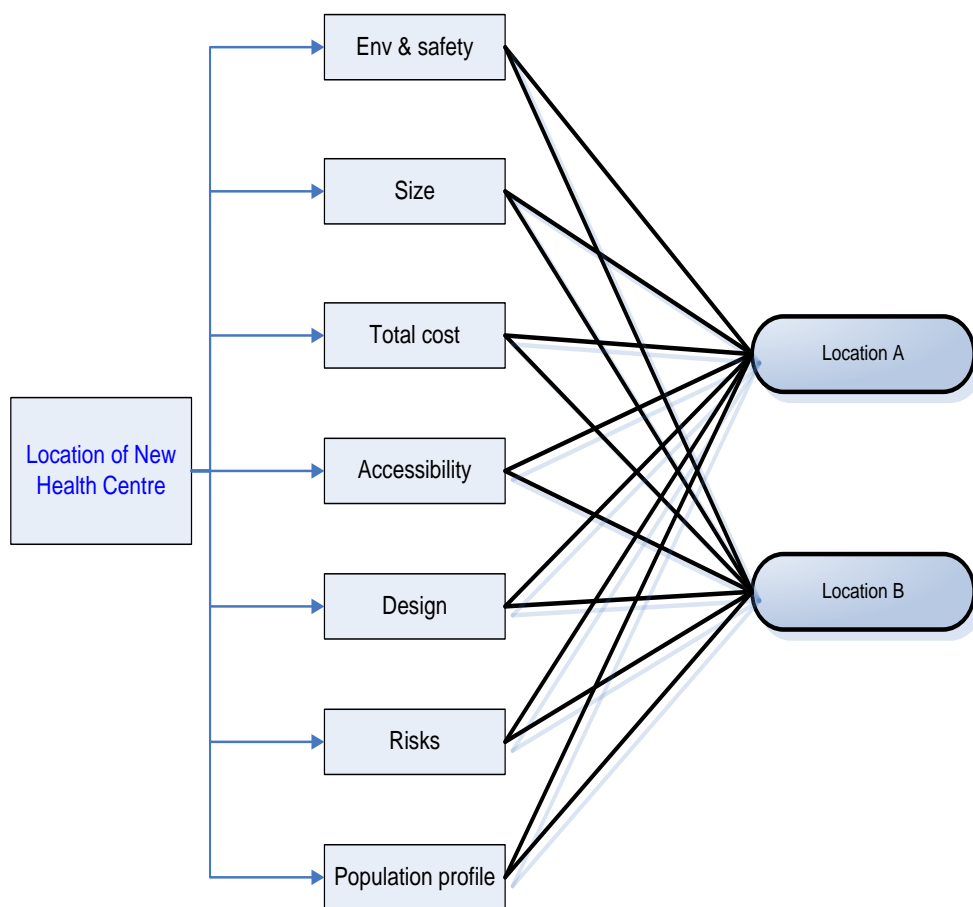 Env & safety
Size
Total cost
Location of New
Health Centre
Accessibility
Design
Risks
Population profile
Location A
Location B